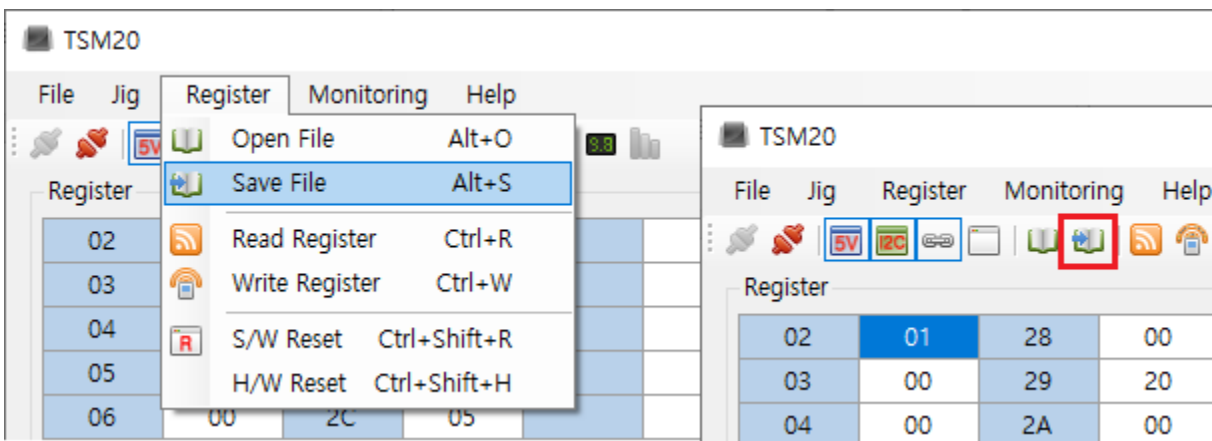 TSM20
File Jig Register Monitoring Help
5V
Open File Alt+O
9.8
Save File Alt+S
Register
Read Register Ctrl+R
Write Register Ctrl+W
R S/W Reset Ctrl+Shift+R
H/W Reset Ctrl+Shift+H
02
03
04
05
06 00 2C 05
TSM20
File Jig Register Monitoring Help
5V I2C
Register
02 01 28 00
03 00 29 20
04 00 2A 00